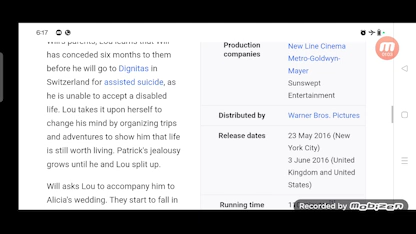 6:17
Will's parents, Lou learns that Will
has conceded six months to them
before he will go to Dignitas in
Switzerland for assisted suicide, as
he is unable to accept a disabled
life. Lou takes it upon herself to
change his mind by organizing trips
and adventures to show him that life
is still worth living. Patrick's jealousy
grows until he and Lou split up.
Will asks Lou to accompany him to
Alicia's wedding. They start to fall in
Production
companies
New Line Cinema
Metro-Goldwyn-
Mayer
Sunswept
Entertainment
Distributed by
Warner Bros. Pictures
Release dates
23 May 2016 (New
York City)
3 June 2016 (United
Kingdom and United
States)
Running time
Recorded by Mobizen